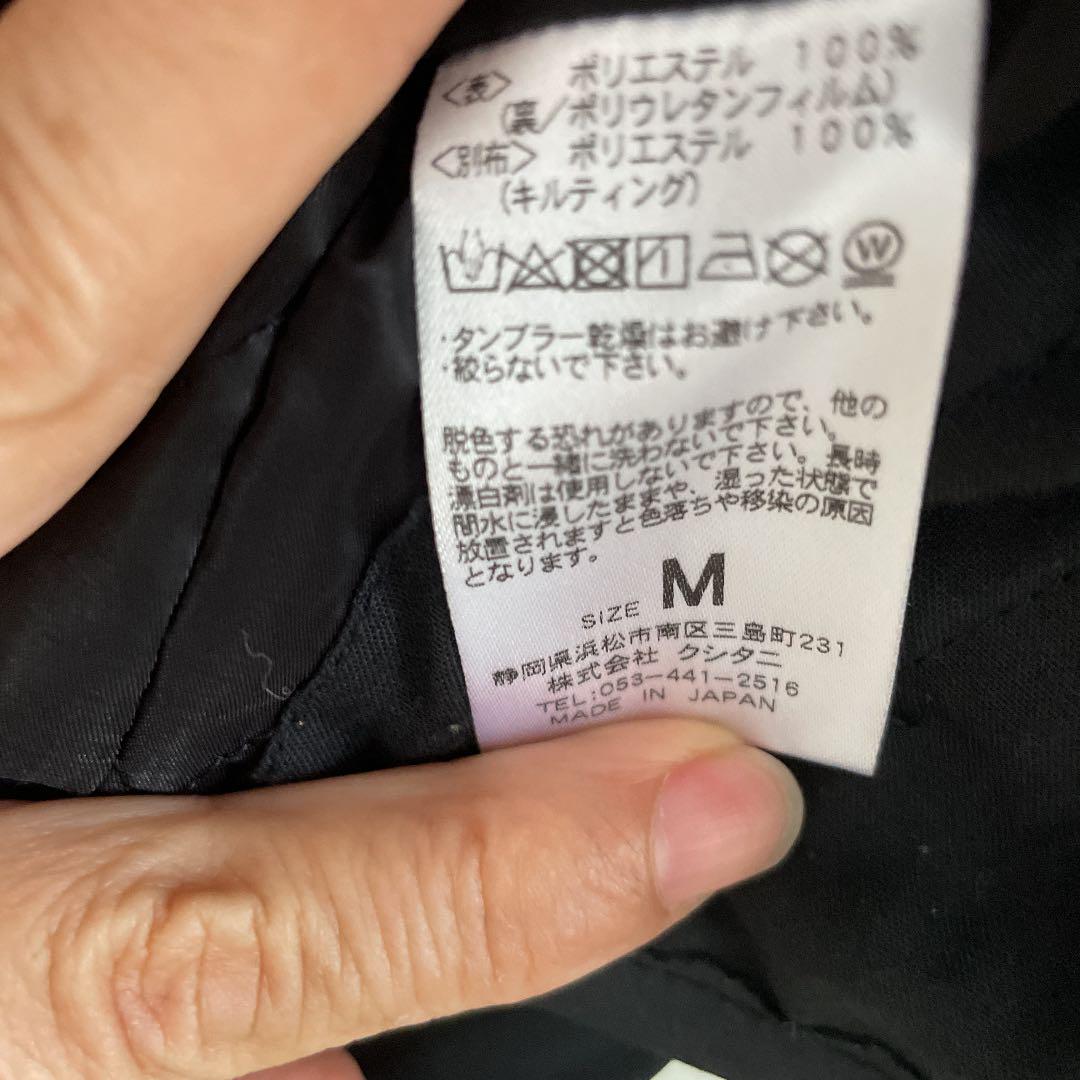 <表> ポリエステル 100%
(裏/ポリウレタンフィルム)
<別布> ポリエステル 100%
(キルティング)
W
・タンブラー乾燥はお避け下さい。
・絞らないで下さい。
脱色する恐れがありますので、他の
ものと一緒に洗わないで下さい。
漂白剤は使用しないで下さい。長時
間水に浸したままや、湿った状態で
放置されますと色落ちや移染の原因
となります。
SIZE M
静岡県浜松市南区三島町231
株式会社 クシタニ
TEL:053-441-2516
MADE IN JAPAN